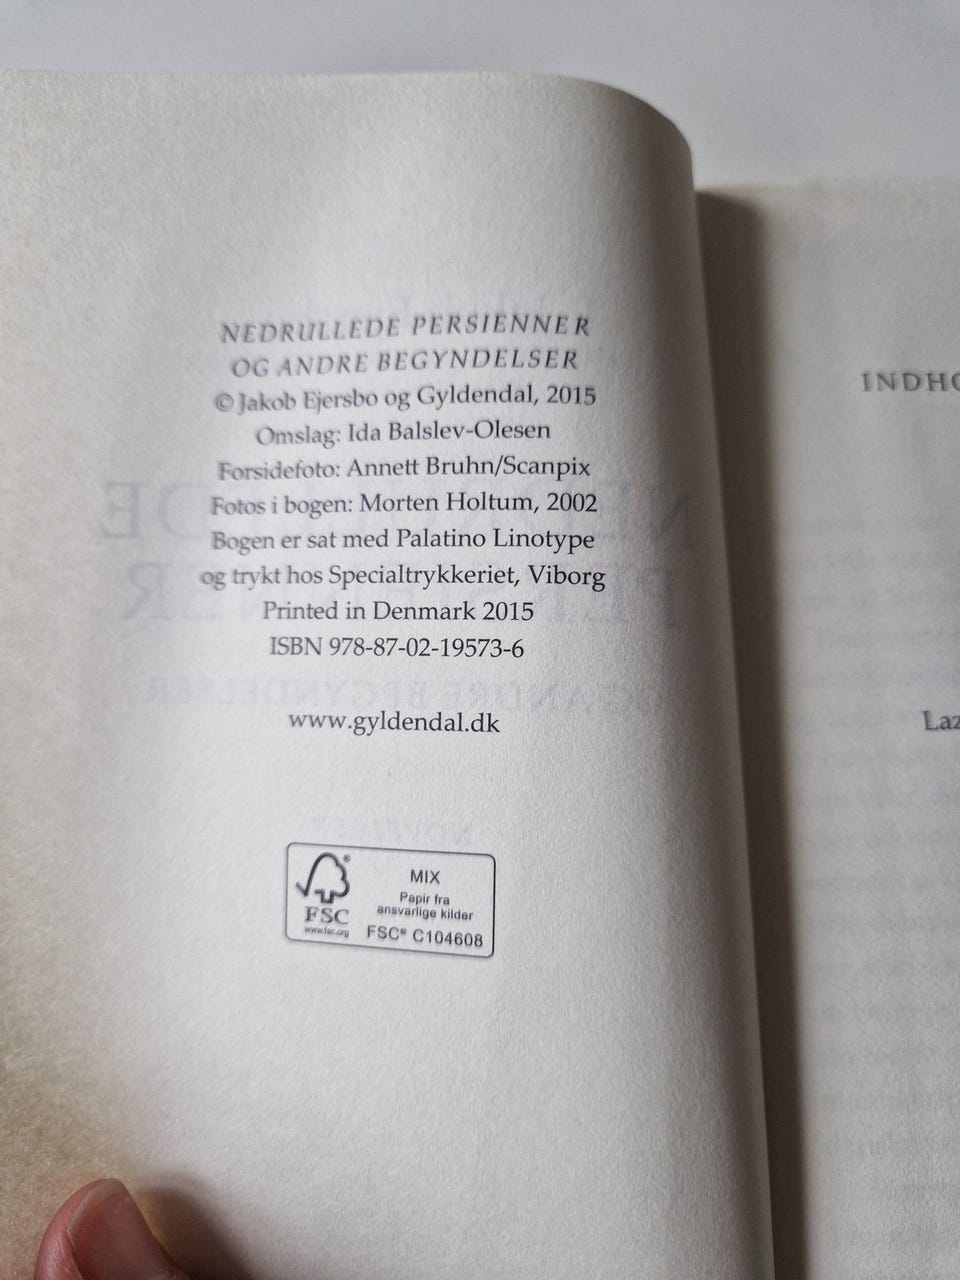 NEDRULLEDE PERSIENNER
OG ANDRE BEGYNDELSER
© Jakob Ejersbo og Gyldendal, 2015
Omslag: Ida Balslev-Olesen
Forsidefoto: Annett Bruhn/Scanpix
Fotos i bogen: Morten Holtum, 2002
Bogen er sat med Palatino Linotype
og trykt hos Specialtrykkeriet, Viborg
Printed in Denmark 2015
ISBN 978-87-02-19573-6
www.gyldendal.dk
MIX
Papir fra
ansvarlige kilder
FSC® C104608
FSC
www.fsc.org
INDHO
Laz